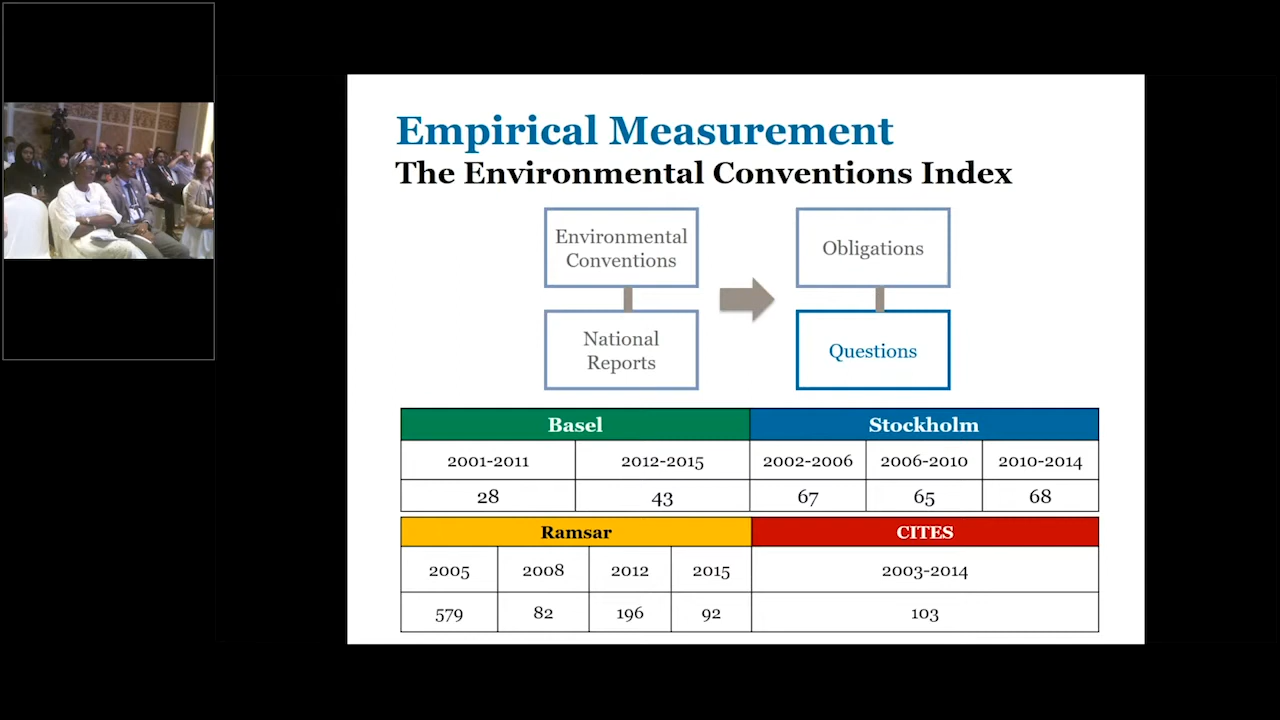 Empirical Measurement
The Environmental Conventions Index
Environmental
Conventions
Obligations
National
Reports
Questions
Basel Stockholm
2001-2011 2012-2015 2002-2006 2006-2010 2010-2014
28 43 67 65 68
Ramsar CITES
2005 2008 2012 2015 2003-2014
579 82 196 92 103